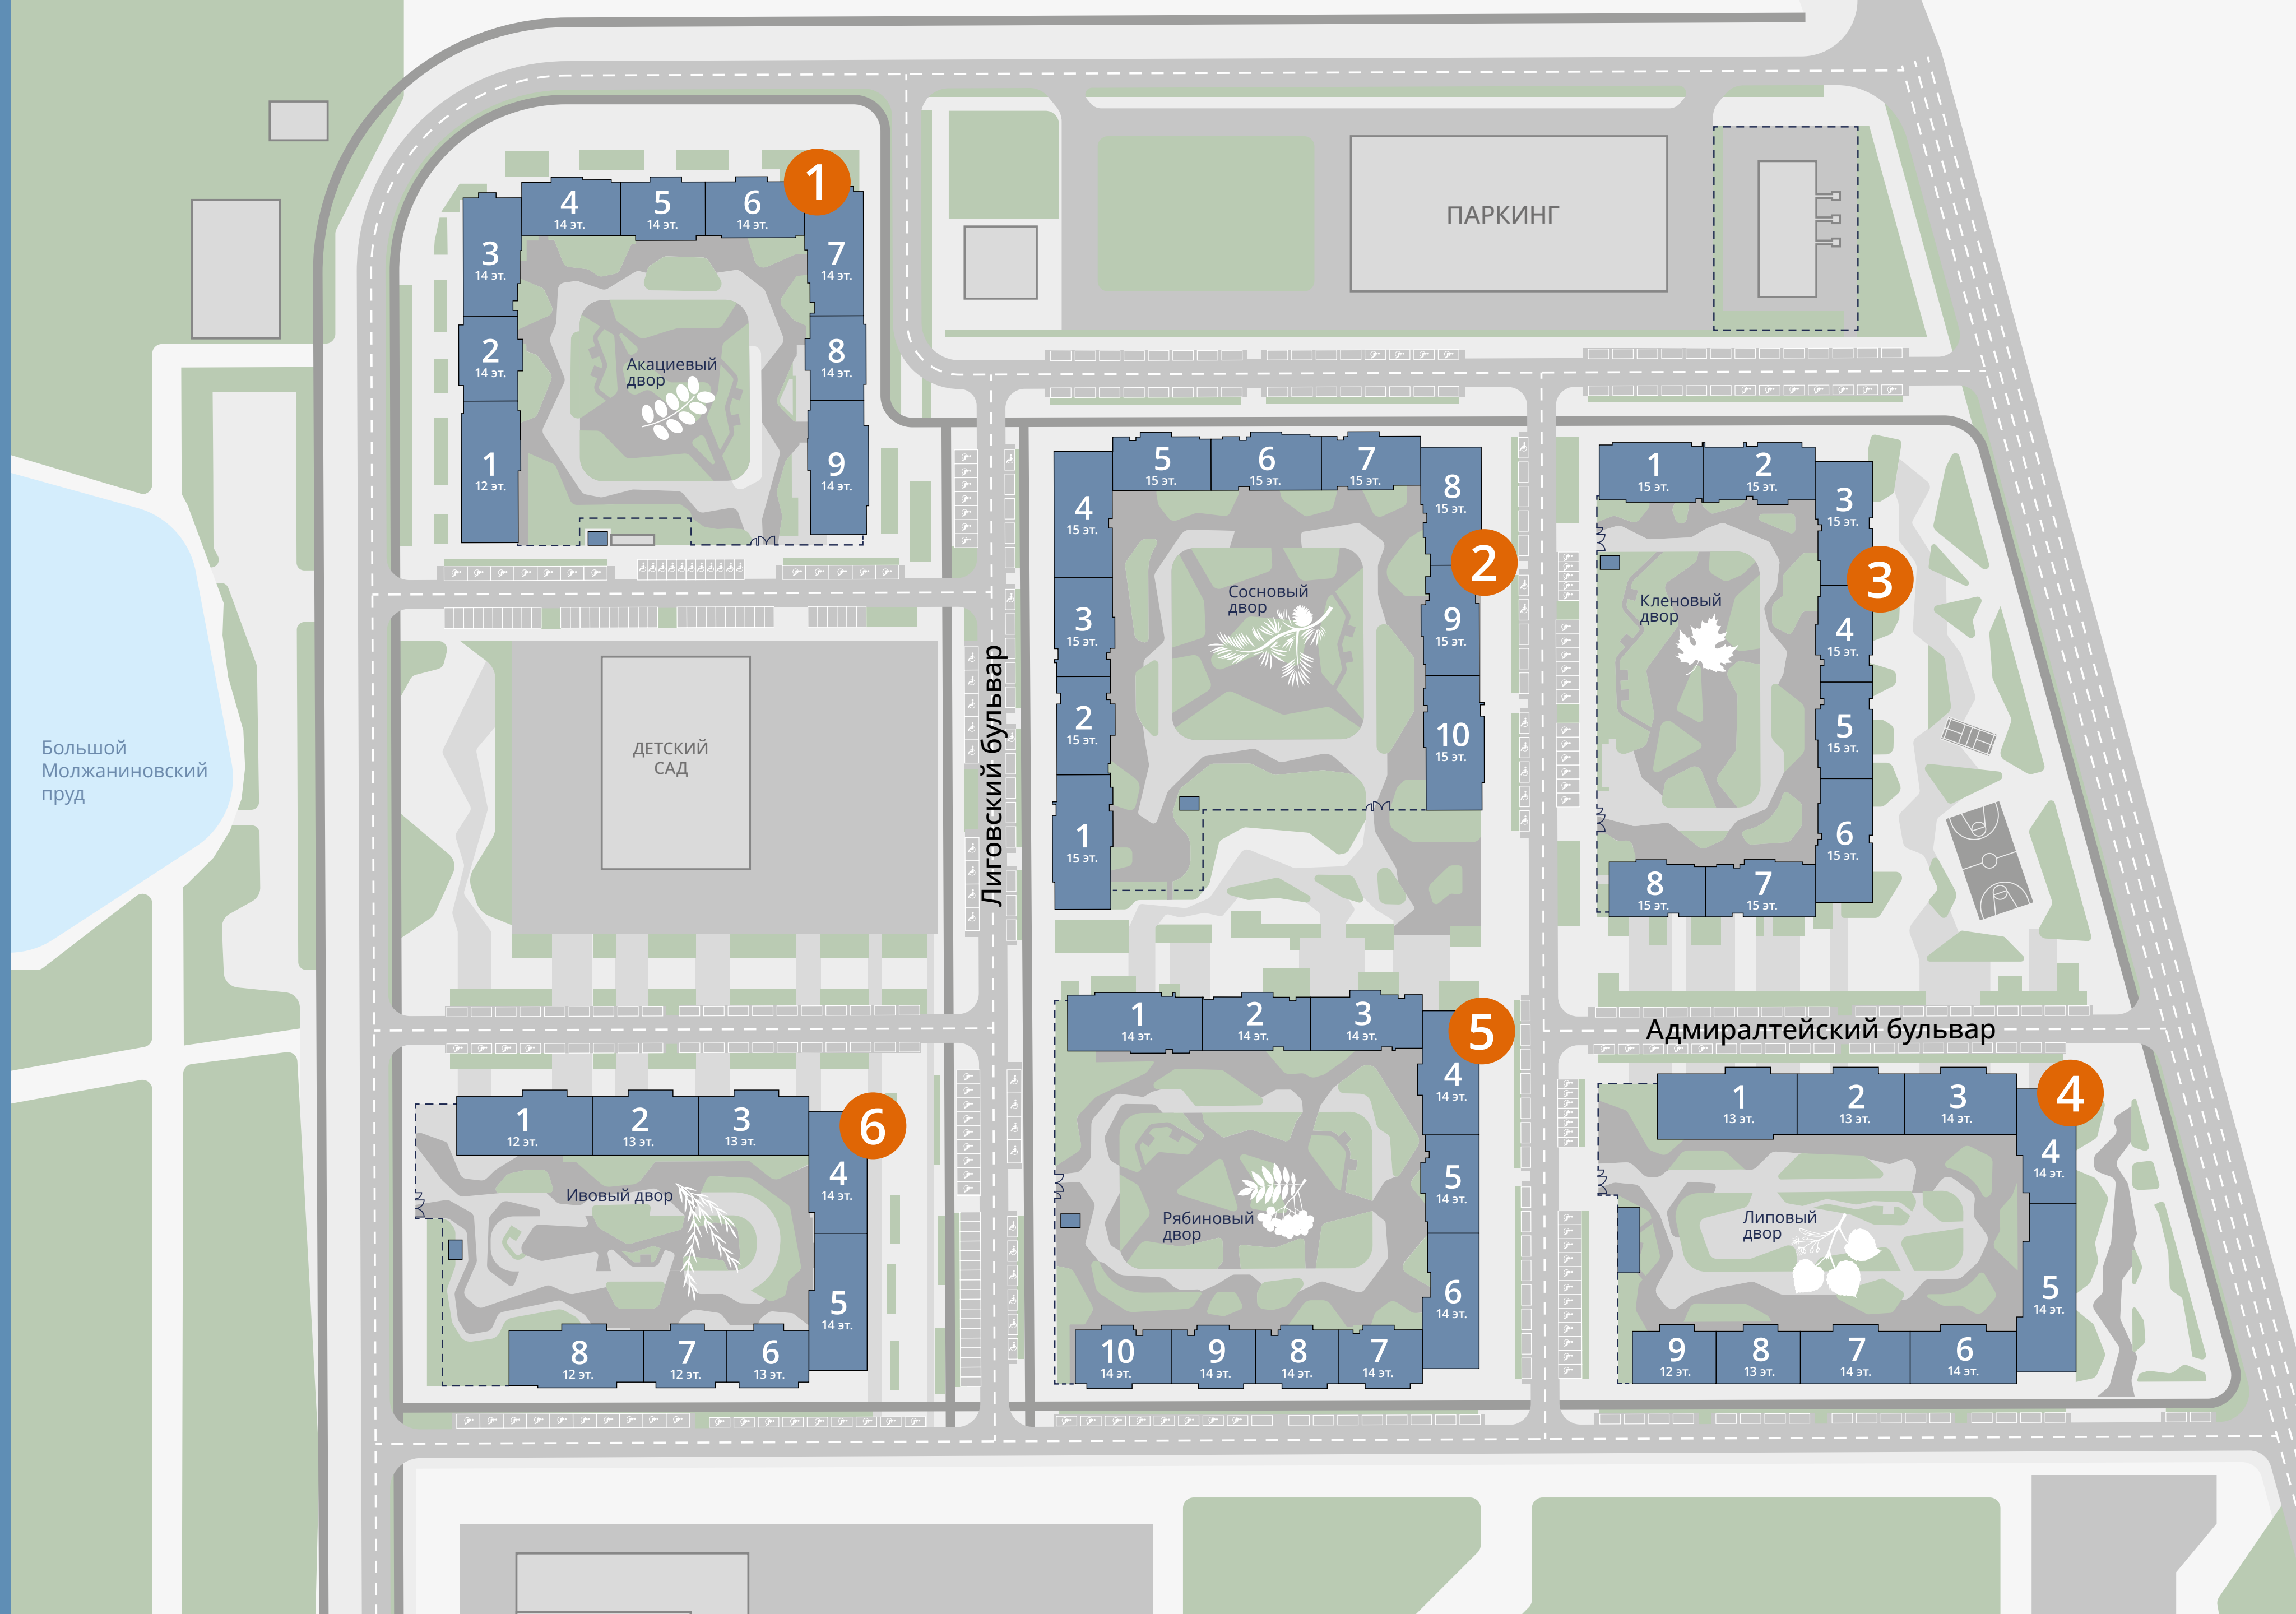 ПАРКИНГ
1
4
14 эт.
5
14 эт.
6
14 эт.
3
14 эт.
7
14 эт.
2
14 эт.
8
14 эт.
1
12 эт.
9
14 эт.
Акациевый
двор
Большой
Молжаниновский
пруд
ДЕТСКИЙ
САД
Лиговский бульвар
2
5
15 эт.
6
15 эт.
7
15 эт.
8
15 эт.
4
15 эт.
3
15 эт.
9
15 эт.
2
15 эт.
10
15 эт.
1
15 эт.
Сосновый
двор
3
1
15 эт.
2
15 эт.
3
15 эт.
4
15 эт.
5
15 эт.
6
15 эт.
8
15 эт.
7
15 эт.
Кленовый
двор
Адмиралтейский бульвар
6
1
12 эт.
2
13 эт.
3
13 эт.
4
14 эт.
5
14 эт.
8
12 эт.
7
12 эт.
6
13 эт.
Ивовый двор
5
1
14 эт.
2
14 эт.
3
14 эт.
4
14 эт.
5
14 эт.
6
14 эт.
10
14 эт.
9
14 эт.
8
14 эт.
7
14 эт.
Рябиновый
двор
4
1
13 эт.
2
13 эт.
3
14 эт.
4
14 эт.
5
14 эт.
9
12 эт.
8
13 эт.
7
14 эт.
6
14 эт.
Липовый
двор